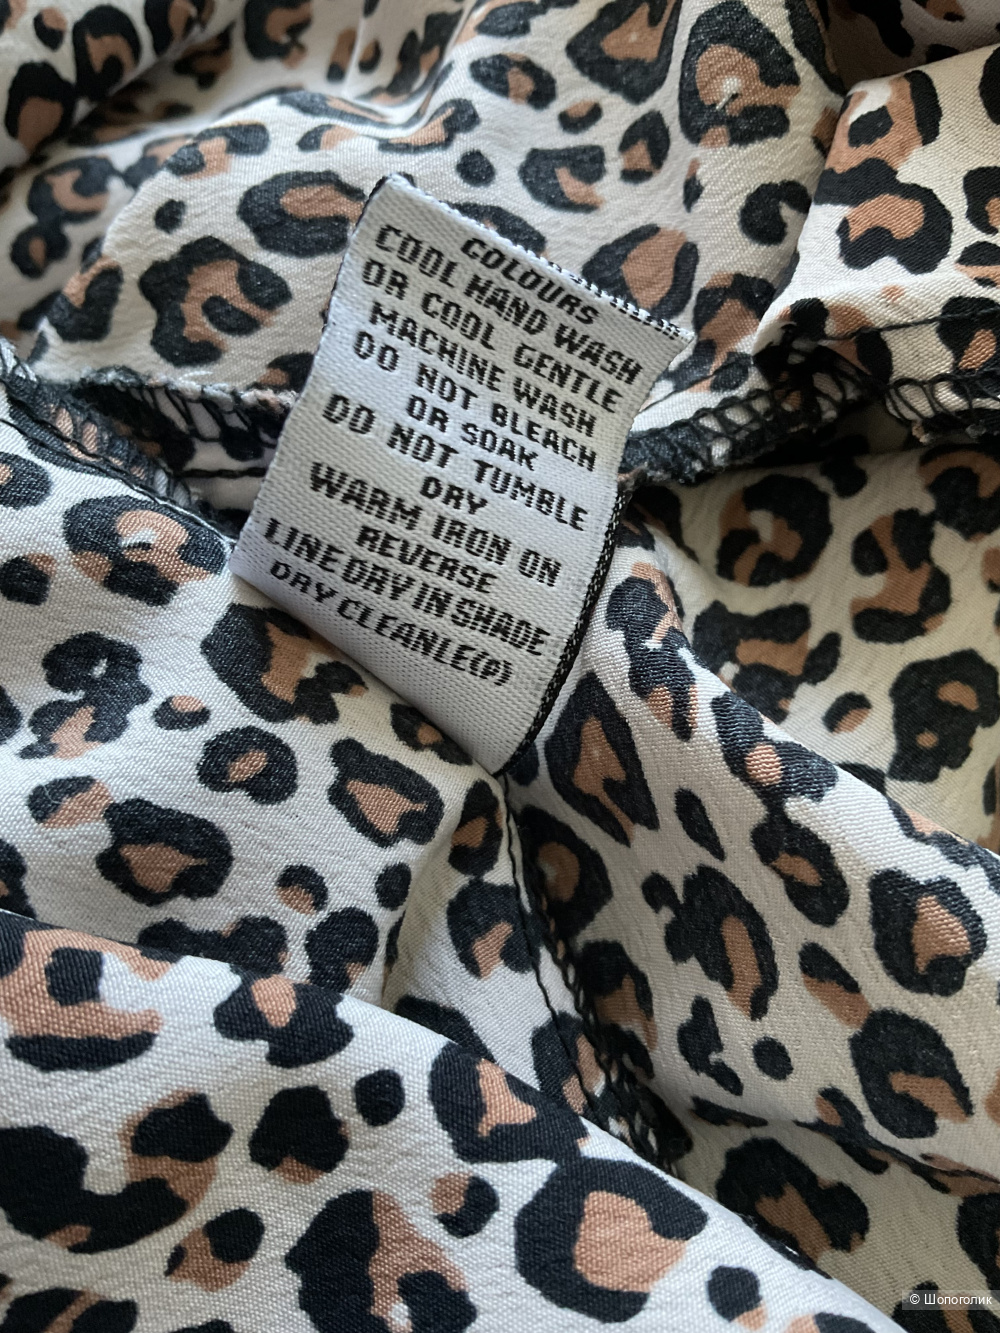 COLOURS
COOL HAND WASH
OR COOL GENTLE
MACHINE WASH
DO NOT BLEACH
OR SOAK
DO NOT TUMBLE
DRY
WARM IRON ON
REVERSE
LINE DRY IN SHADE
DRY CLEANLE(P)
© Шопоголик